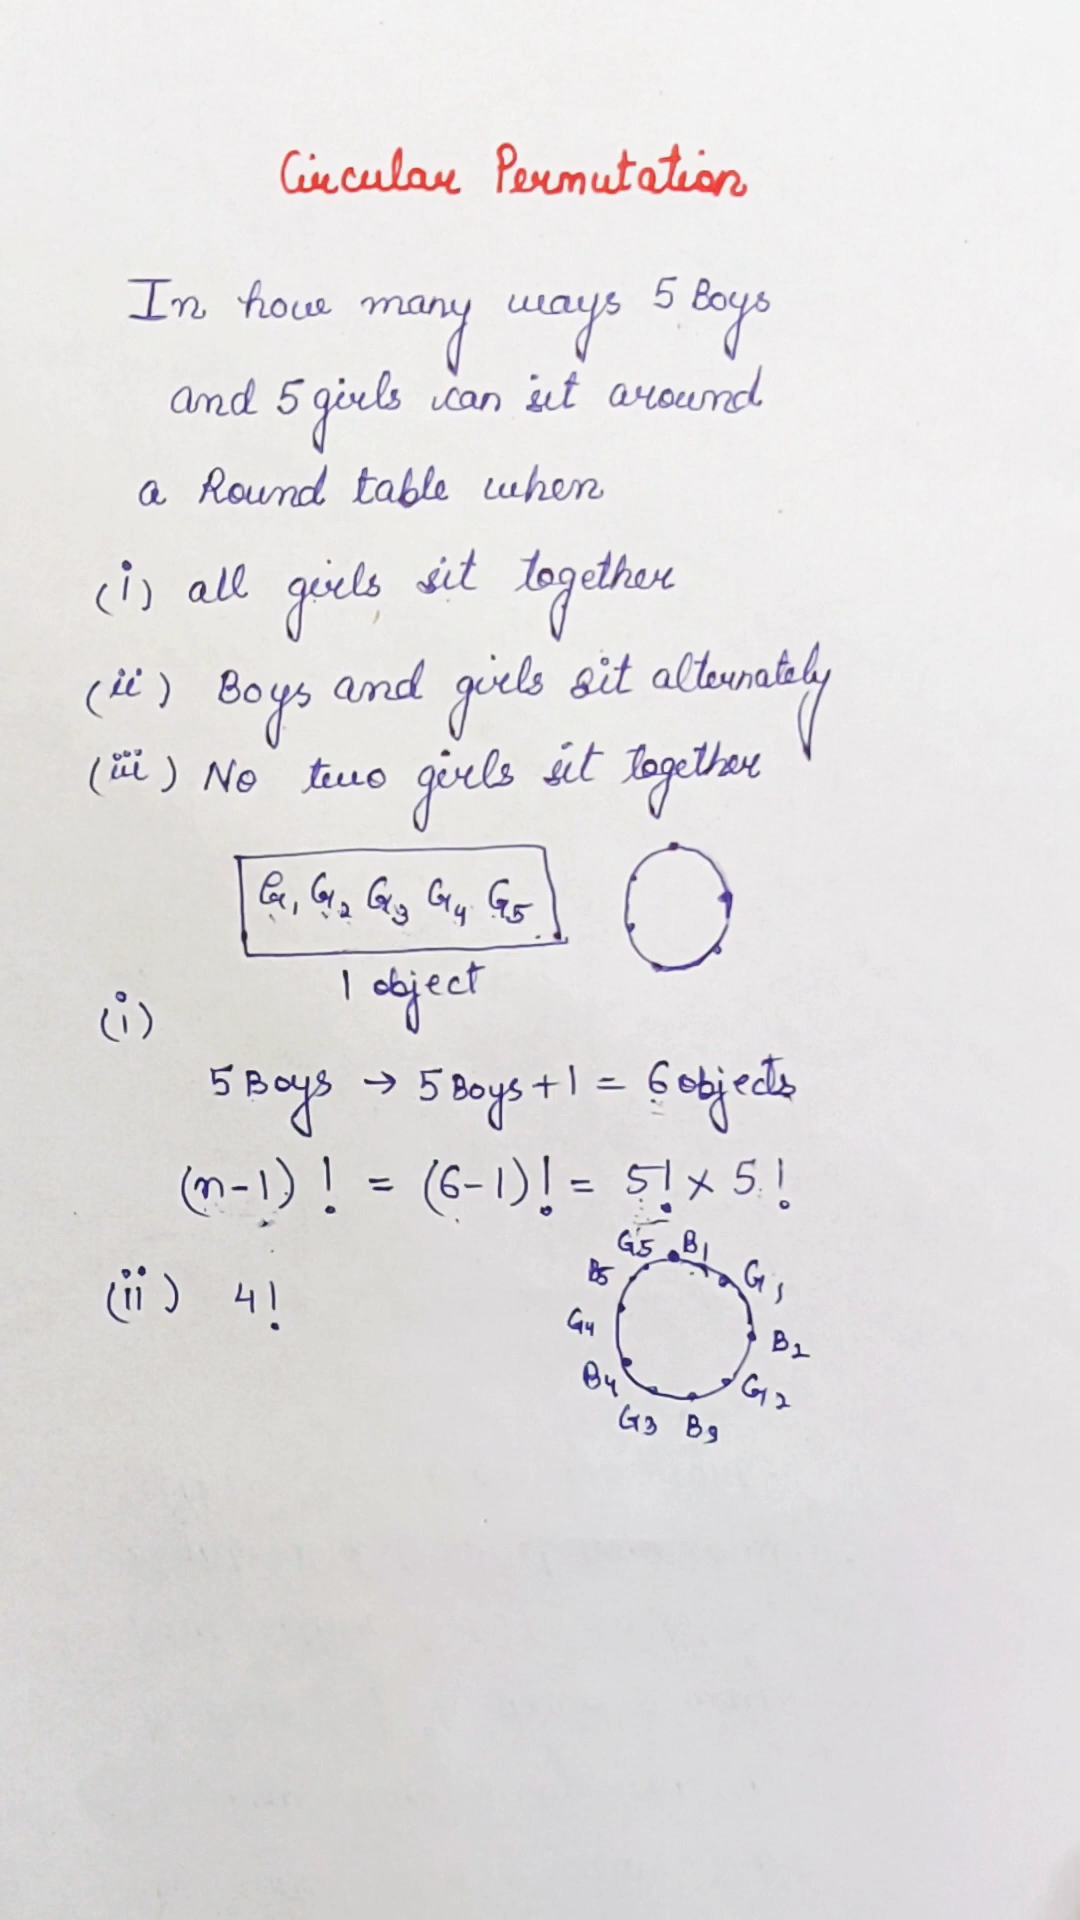 Circular Permutation
In how many ways 5 Boys
and 5 girls can sit around
a Round table when
(i) all girls sit together
(ii) Boys and girls sit alternately
(iii) No two girls sit together
G1 G2 G3 G4 G5
1 object
(i)
5 Boys → 5 Boys + 1 = 6 objects
(n-1)! = (6-1)! = 5! × 5!
(ii) 4!
G5 B1
B5 G1
G4 B2
B4 G2
G3 B3